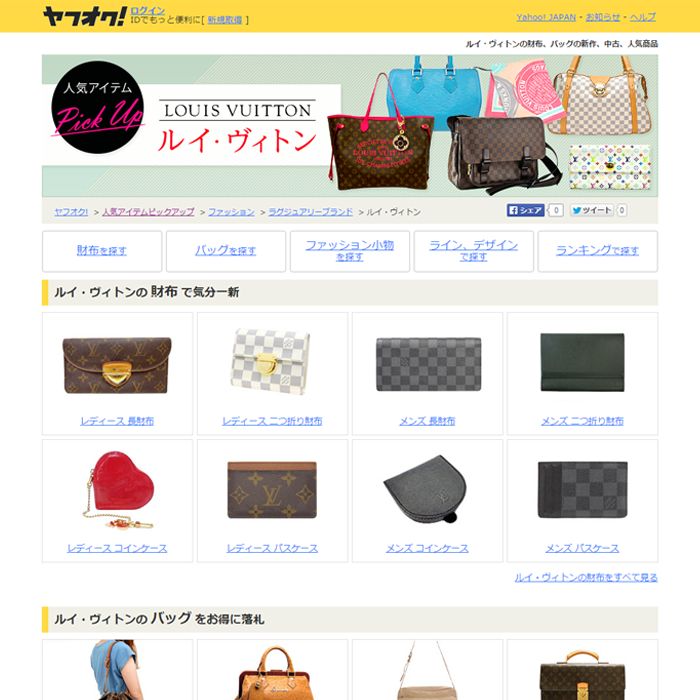 ヤフオク!
ログイン
IDでもっと便利に[ 新規取得 ]
Yahoo! JAPAN - お知らせ - ヘルプ
ルイ・ヴィトンの財布、バッグの新作、中古、人気商品
人気アイテム
Pick Up
LOUIS VUITTON
ルイ・ヴィトン
ヤフオク! > 人気アイテムピックアップ > ファッション > ラグジュアリーブランド > ルイ・ヴィトン
シェア 0 ツイート 0
財布を探す
バッグを探す
ファッション小物
を探す
ライン、デザイン
で探す
ランキングで探す
ルイ・ヴィトンの 財布 で気分一新
レディース 長財布
レディース 二つ折り財布
メンズ 長財布
メンズ 二つ折り財布
レディース コインケース
レディース パスケース
メンズ コインケース
メンズ パスケース
ルイ・ヴィトンの財布をすべて見る
ルイ・ヴィトンの バッグ をお得に落札